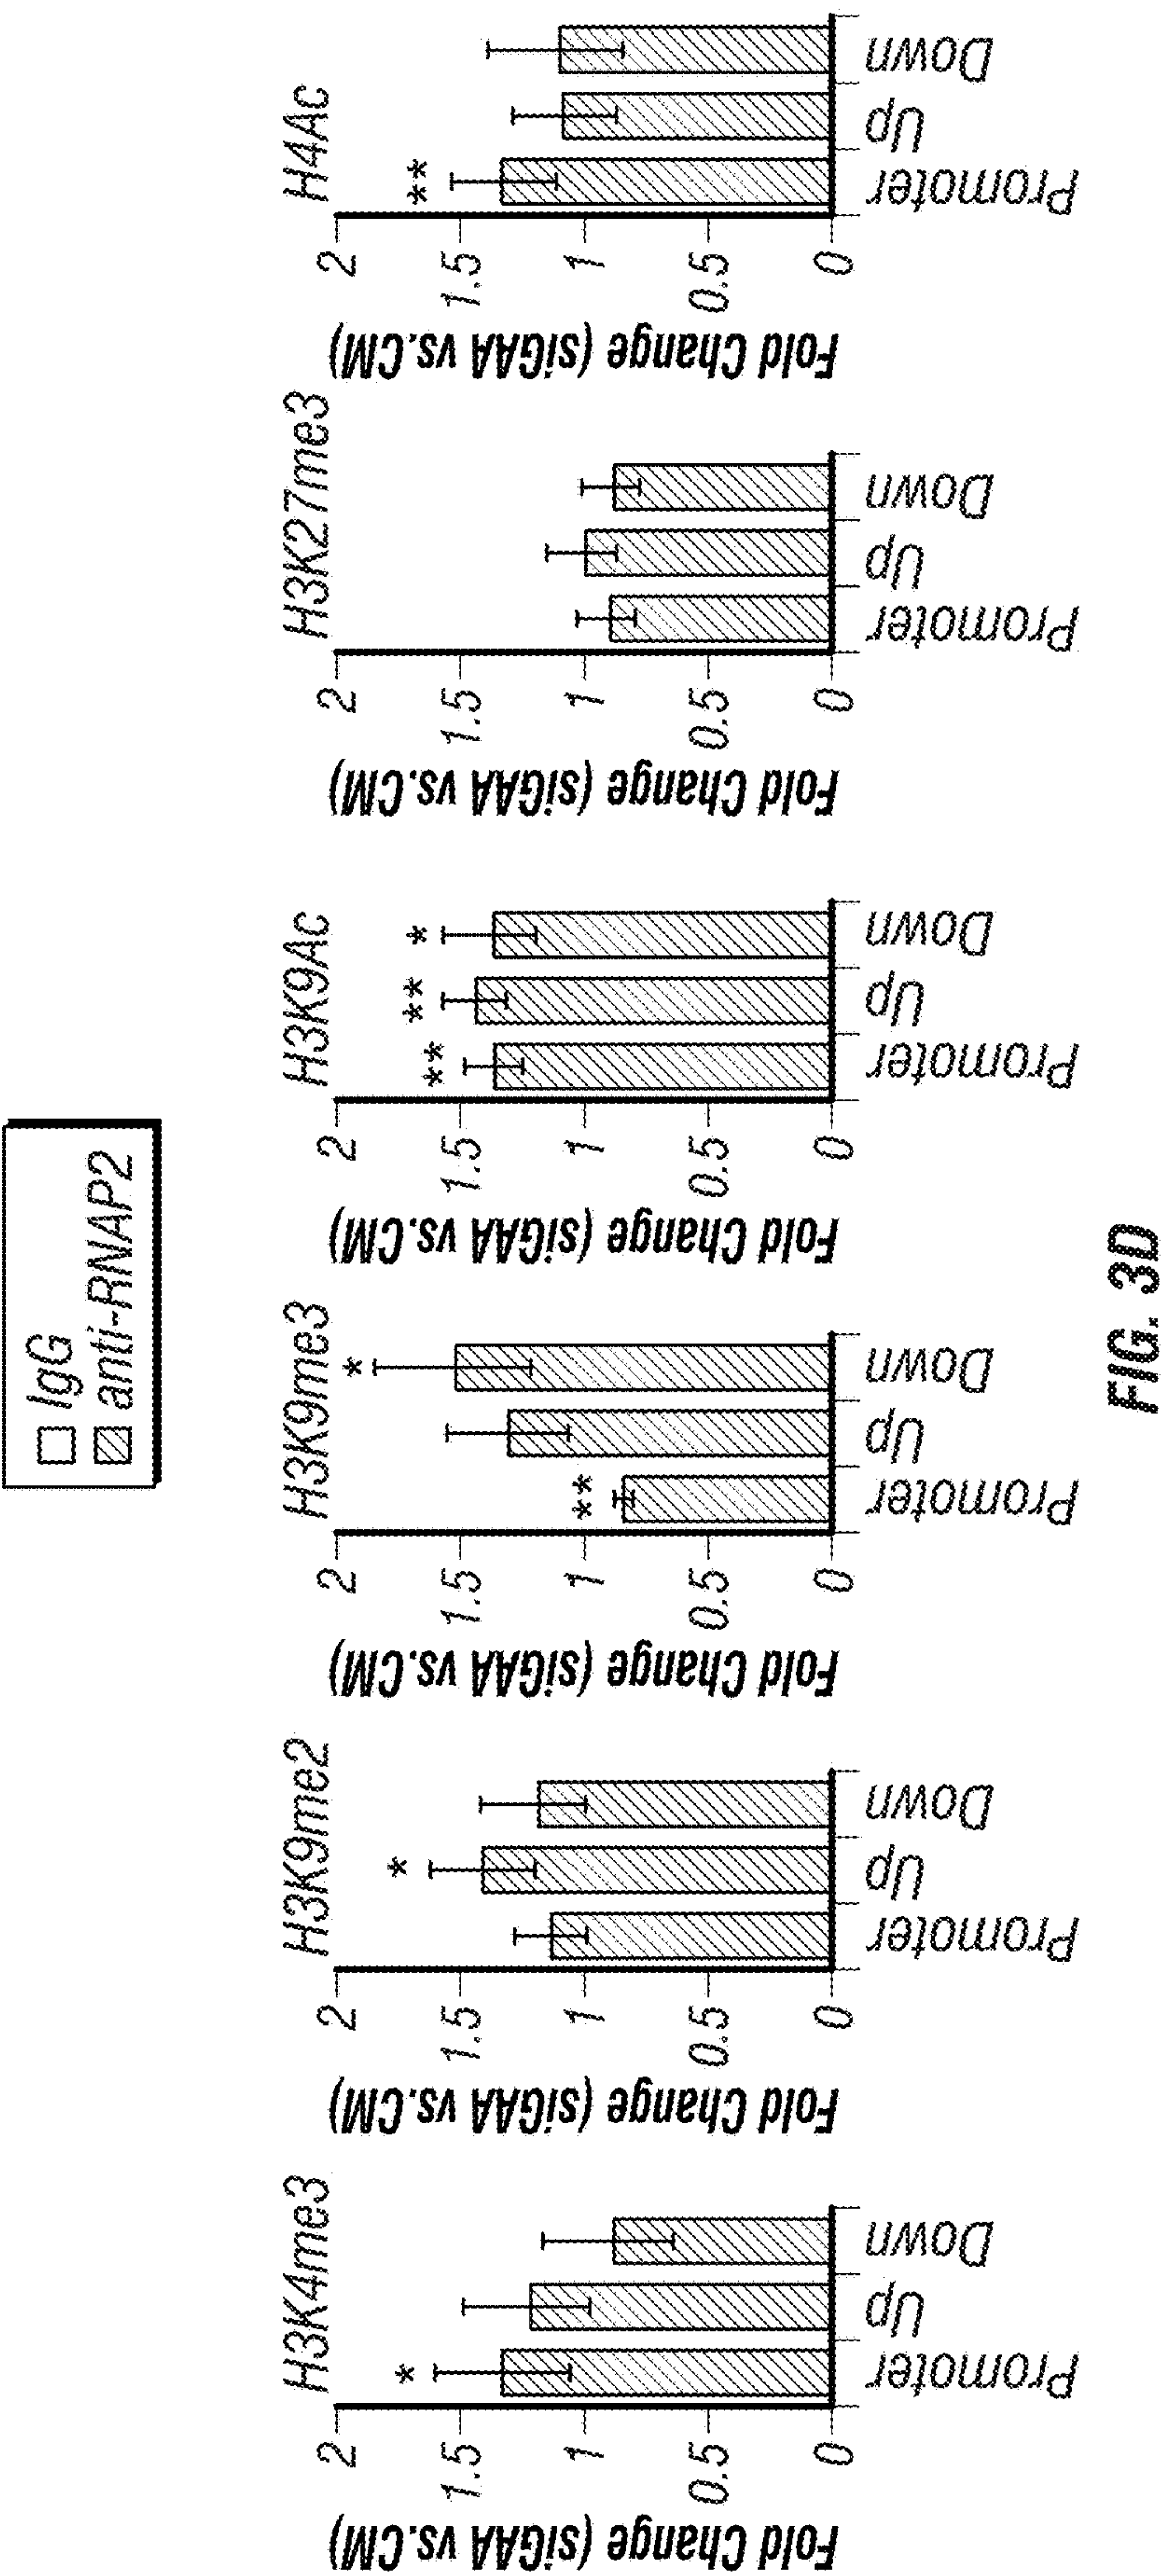 IgG
anti-RNAP2
H3K4me3
Fold Change (siGAA vs.CM)
2
1.5
1
0.5
0
*
Promoter
Up
Down
H3K9me2
Fold Change (siGAA vs.CM)
2
1.5
1
0.5
0
*
Promoter
Up
Down
H3K9me3
Fold Change (siGAA vs.CM)
2
1.5
1
0.5
0
**
*
Promoter
Up
Down
H3K9Ac
Fold Change (siGAA vs.CM)
2
1.5
1
0.5
0
**
**
*
Promoter
Up
Down
H3K27me3
Fold Change (siGAA vs.CM)
2
1.5
1
0.5
0
Promoter
Up
Down
H4Ac
Fold Change (siGAA vs.CM)
2
1.5
1
0.5
0
**
Promoter
Up
Down
FIG. 3D